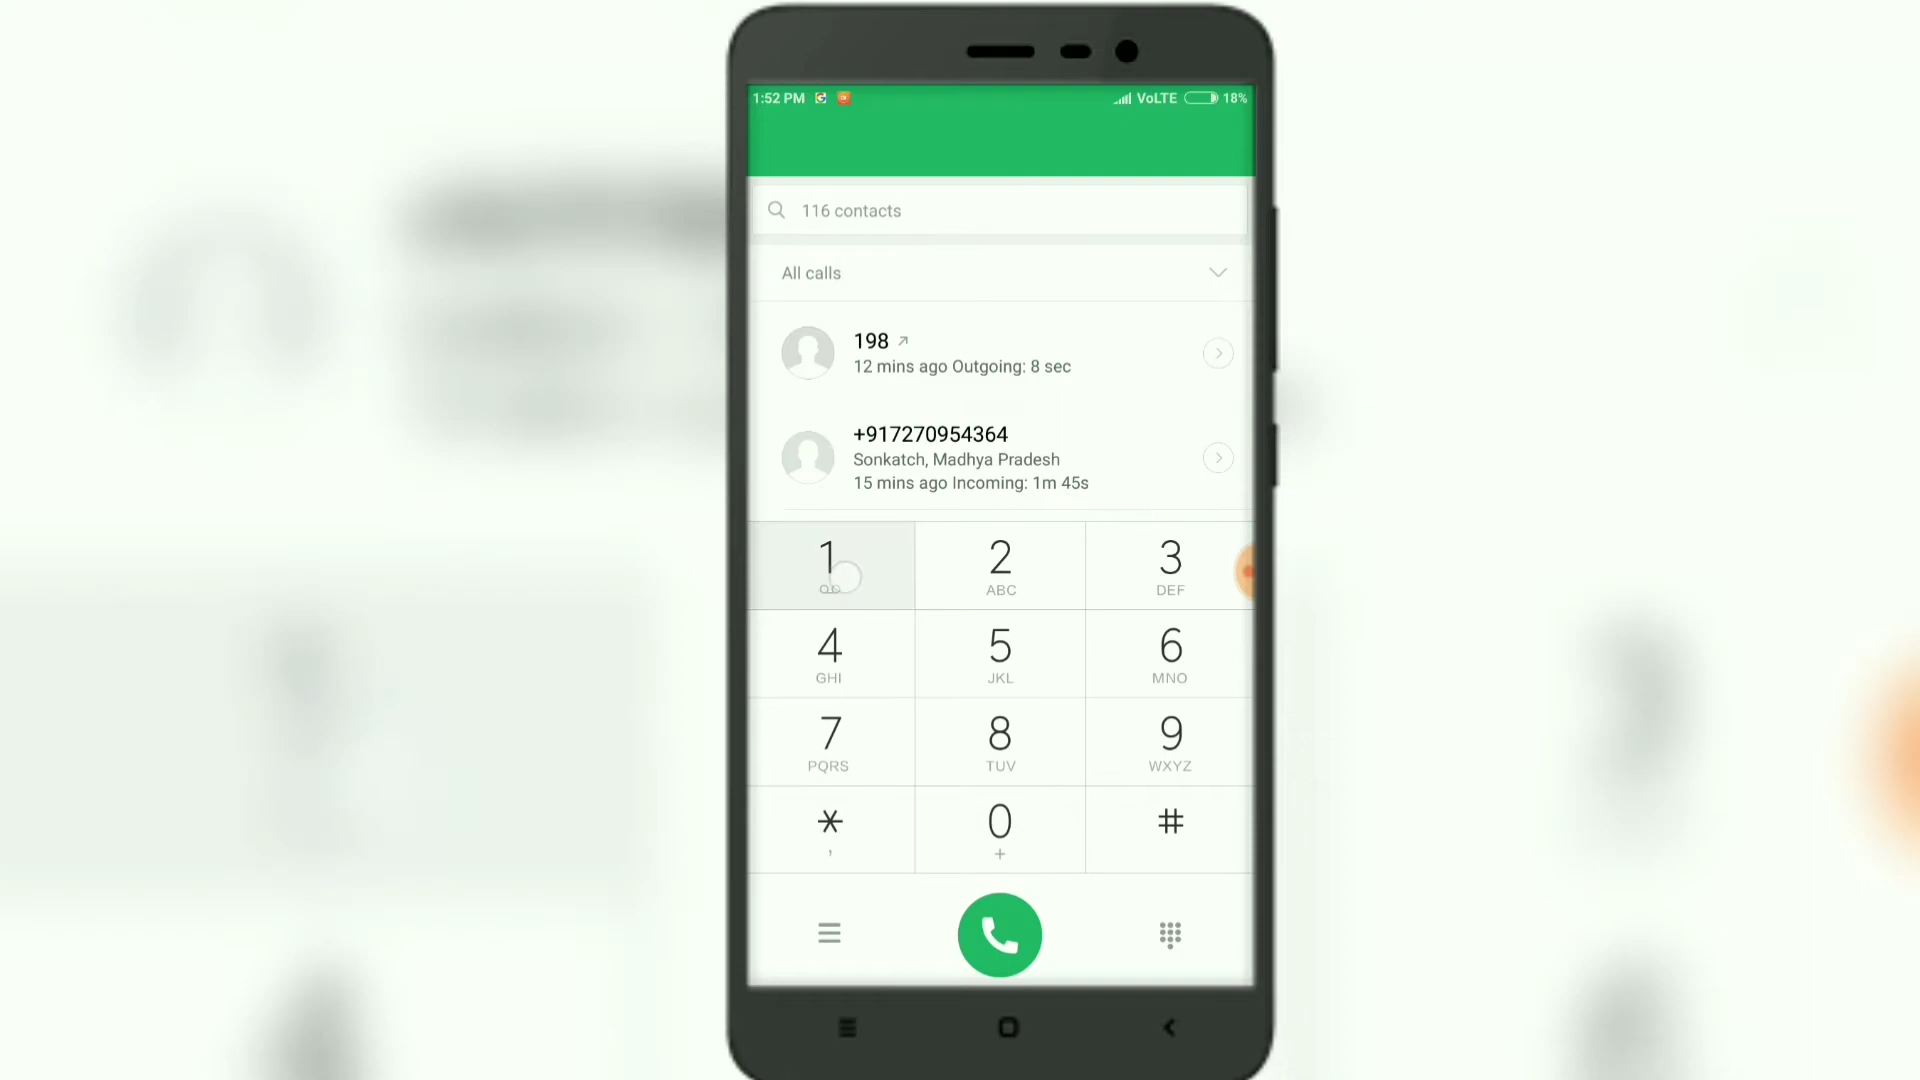 1:52 PM VoLTE 18%
116 contacts
All calls
198
12 mins ago Outgoing: 8 sec
+917270954364
Sonkatch, Madhya Pradesh
15 mins ago Incoming: 1m 45s
1 2 3
ABC DEF
4 5 6
GHI JKL MNO
7 8 9
PQRS TUV WXYZ
* 0 #
, +